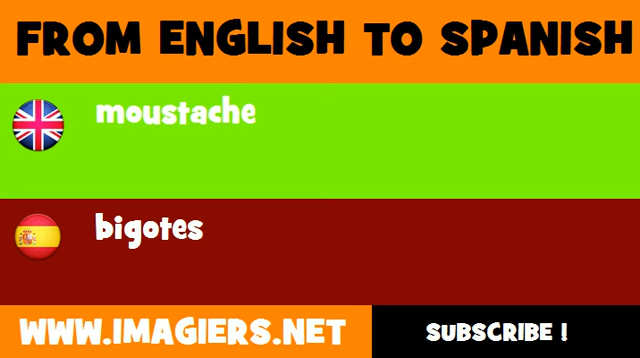 FROM ENGLISH TO SPANISH
moustache
bigotes
WWW.IMAGIERS.NET
SUBSCRIBE !